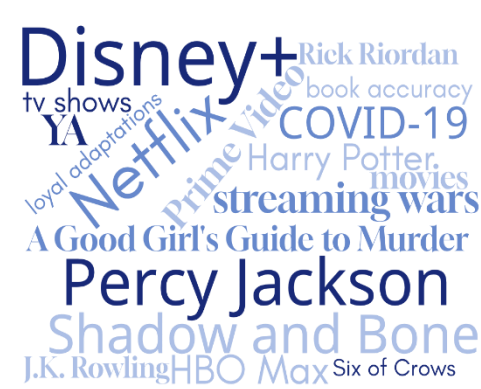 Disney+
Rick Riordan
book accuracy
tv shows
YA
loyal adaptations
Netflix
Prime Video
COVID-19
Harry Potter
movies
streaming wars
A Good Girl's Guide to Murder
Percy Jackson
Shadow and Bone
J.K. Rowling
HBO Max
Six of Crows